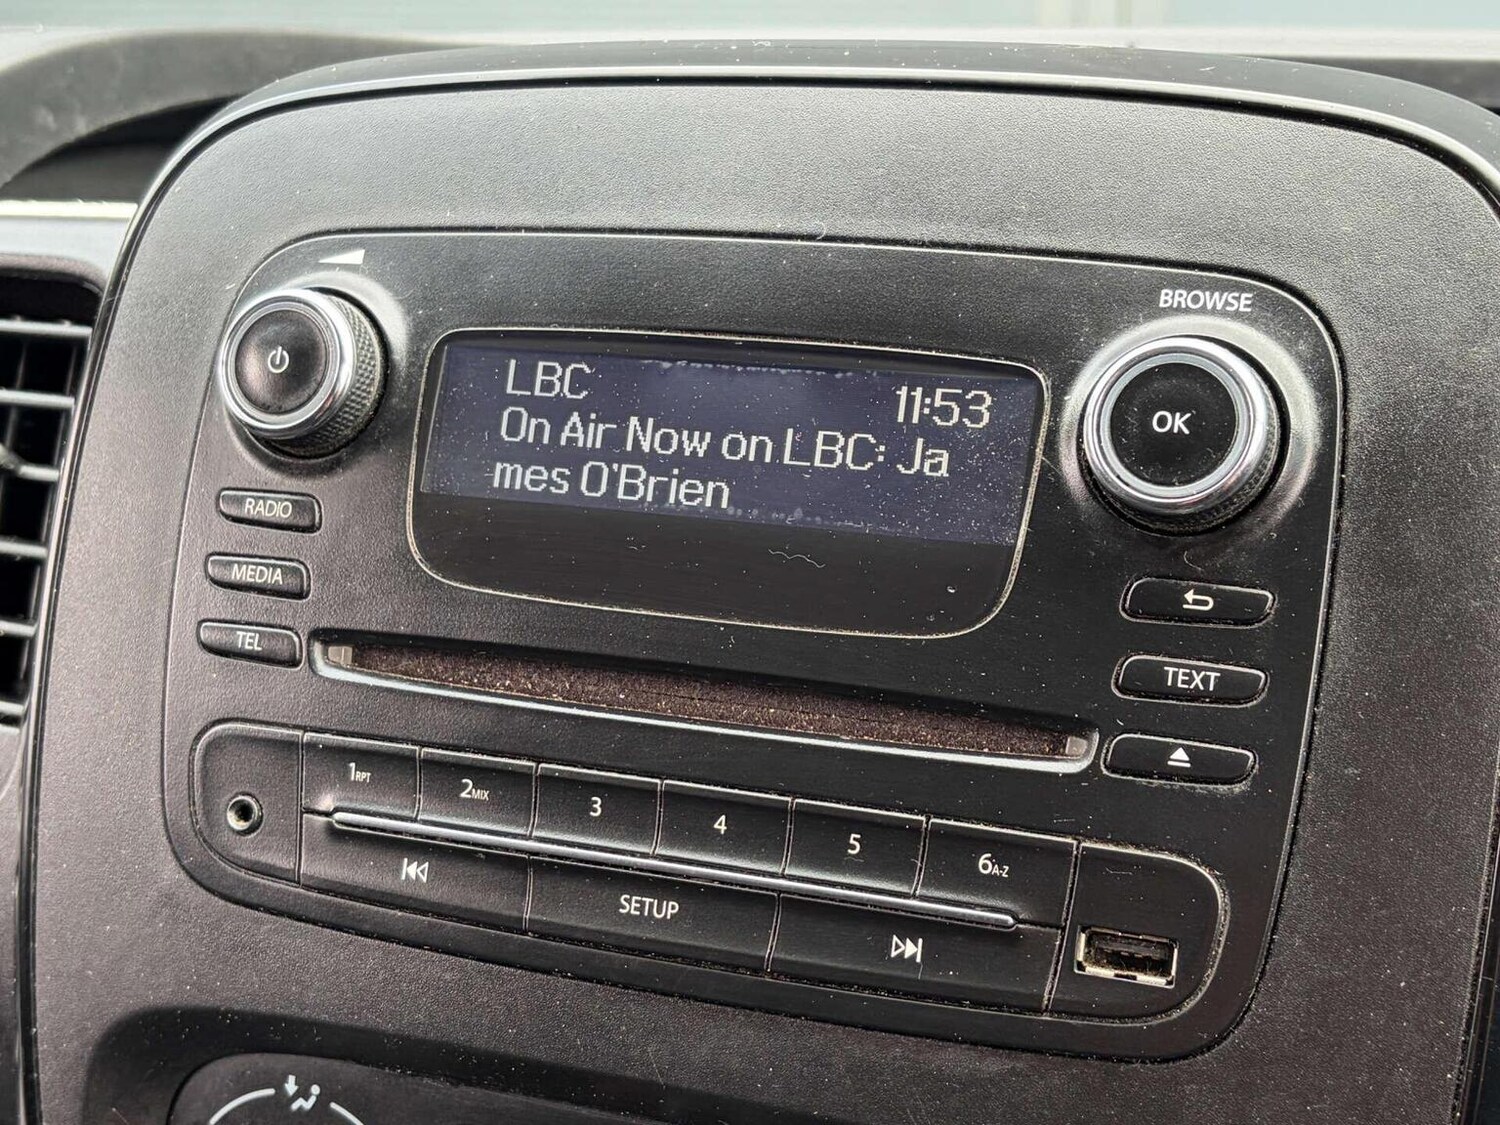 BROWSE
LBC
11:53
On Air Now on LBC: Ja
mes O'Brien
OK
RADIO
MEDIA
TEL
TEXT
1RPT
2MIX
3
4
5
6A-Z
SETUP